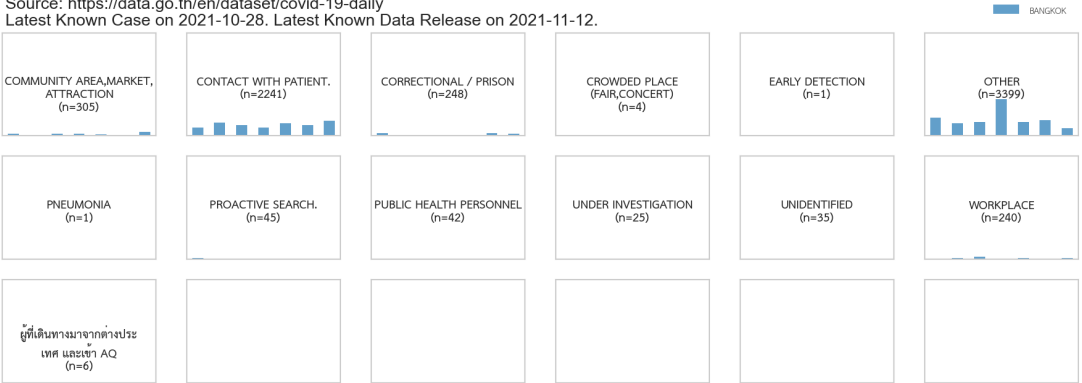 Source: https://data.go.th/en/dataset/covid-19-daily
Latest Known Case on 2021-10-28. Latest Known Data Release on 2021-11-12.
BANGKOK
COMMUNITY AREA,MARKET,
ATTRACTION
(n=305)
CONTACT WITH PATIENT.
(n=2241)
CORRECTIONAL / PRISON
(n=248)
CROWDED PLACE
(FAIR,CONCERT)
(n=4)
EARLY DETECTION
(n=1)
OTHER
(n=3399)
PNEUMONIA
(n=1)
PROACTIVE SEARCH.
(n=45)
PUBLIC HEALTH PERSONNEL
(n=42)
UNDER INVESTIGATION
(n=25)
UNIDENTIFIED
(n=35)
WORKPLACE
(n=240)
ผู้ที่เดินทางมาจากต่างประ
เทศ และเข้า AQ
(n=6)